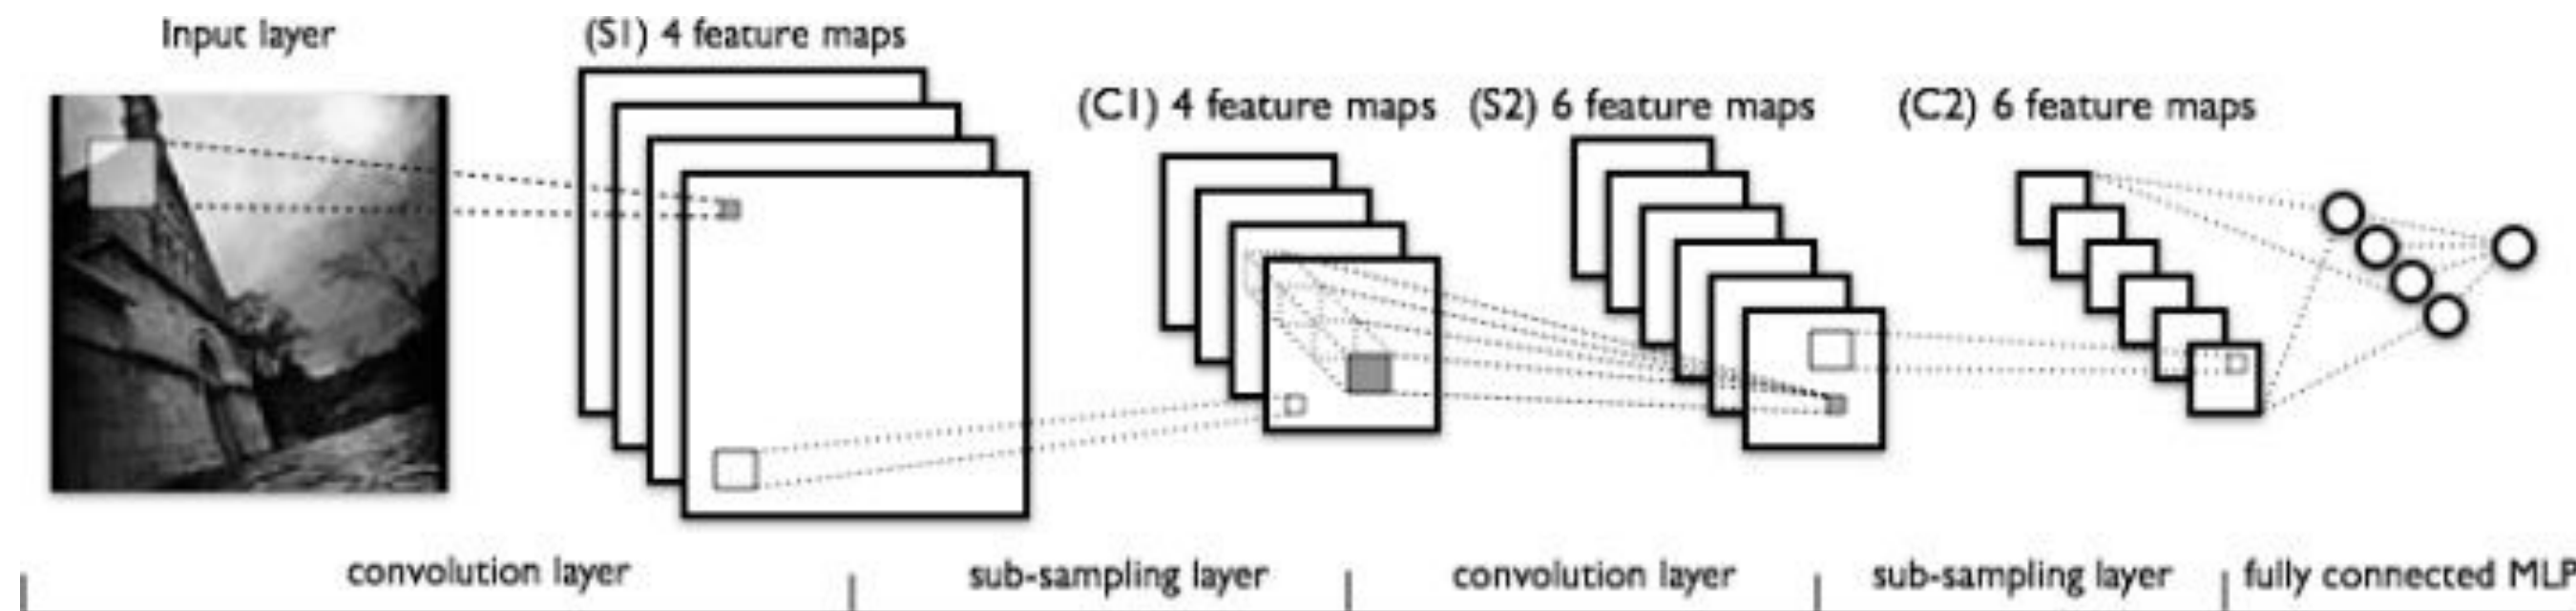 Input layer
(S1) 4 feature maps
(C1) 4 feature maps
(S2) 6 feature maps
(C2) 6 feature maps
convolution layer
sub-sampling layer
convolution layer
sub-sampling layer
fully connected MLP